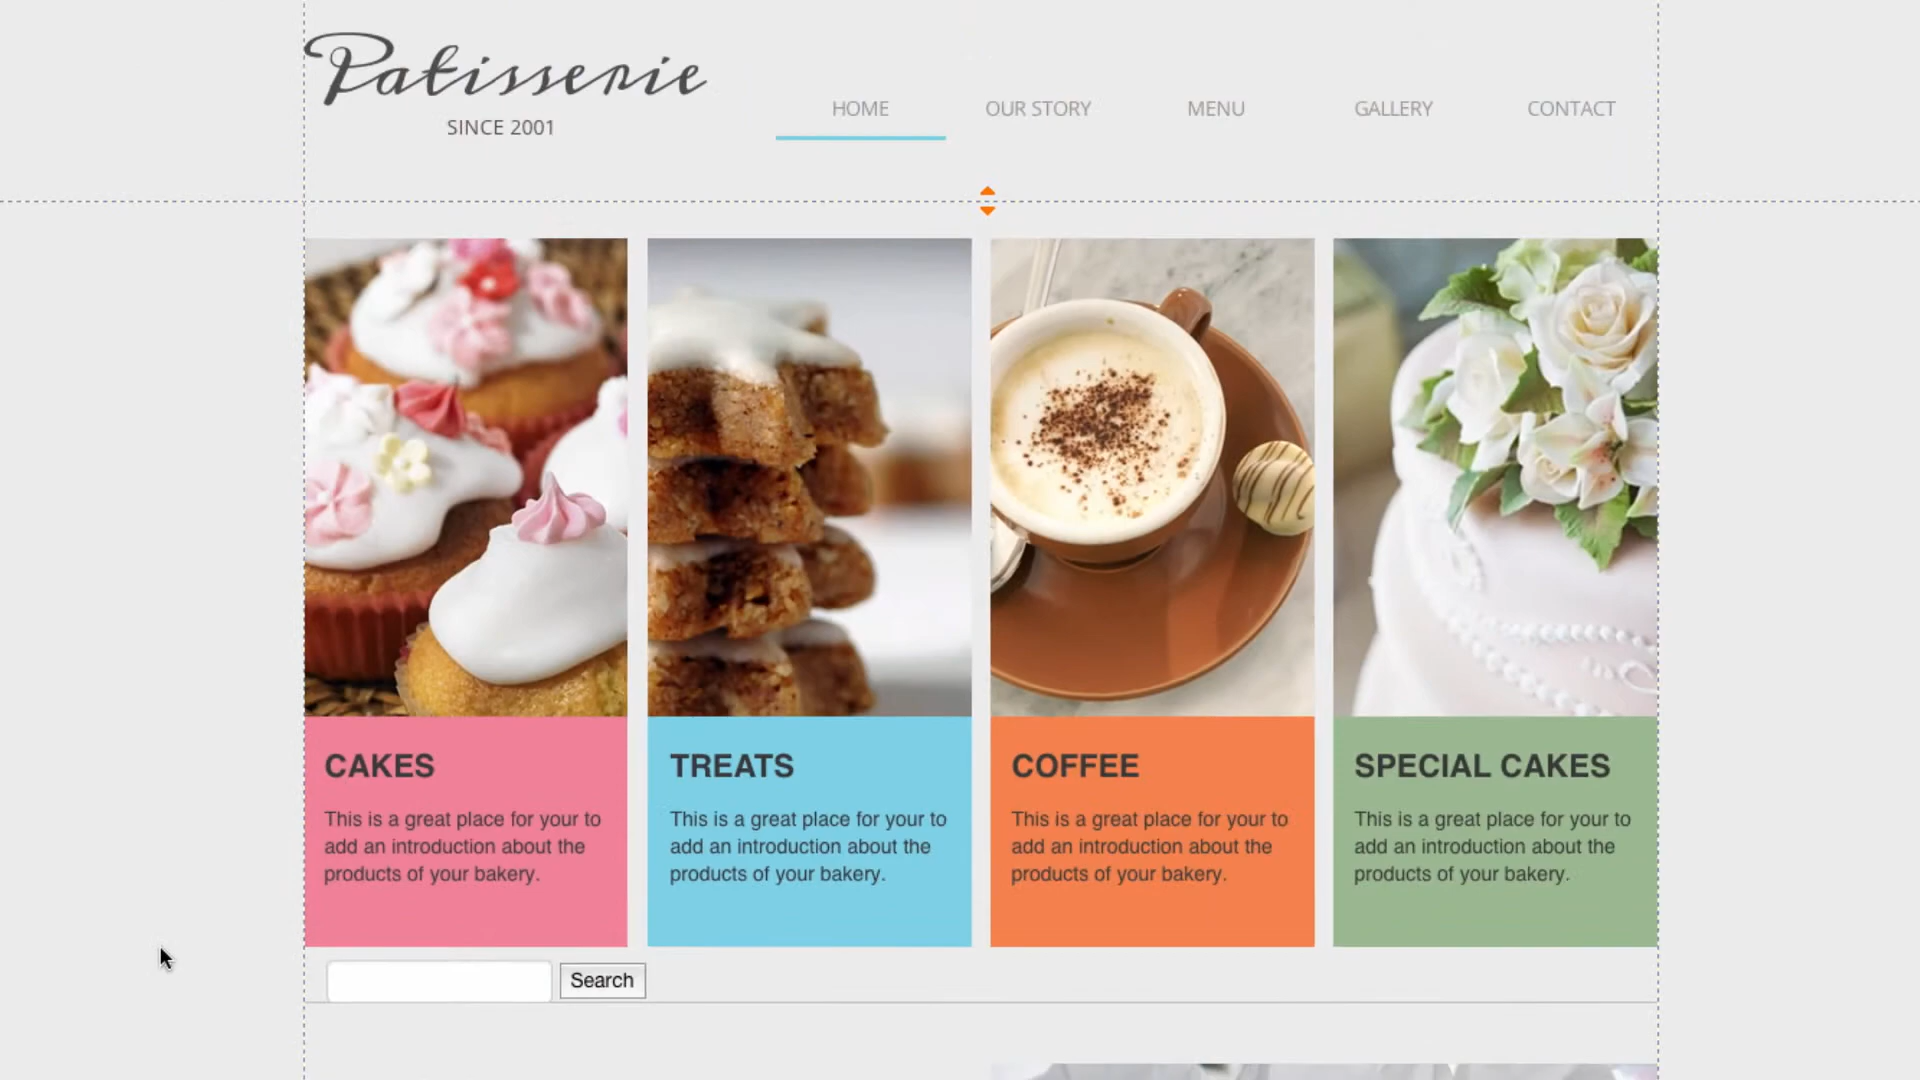 Patisserie
SINCE 2001
HOME OUR STORY MENU GALLERY CONTACT
CAKES
This is a great place for your to
add an introduction about the
products of your bakery.
TREATS
This is a great place for your to
add an introduction about the
products of your bakery.
COFFEE
This is a great place for your to
add an introduction about the
products of your bakery.
SPECIAL CAKES
This is a great place for your to
add an introduction about the
products of your bakery.
Search